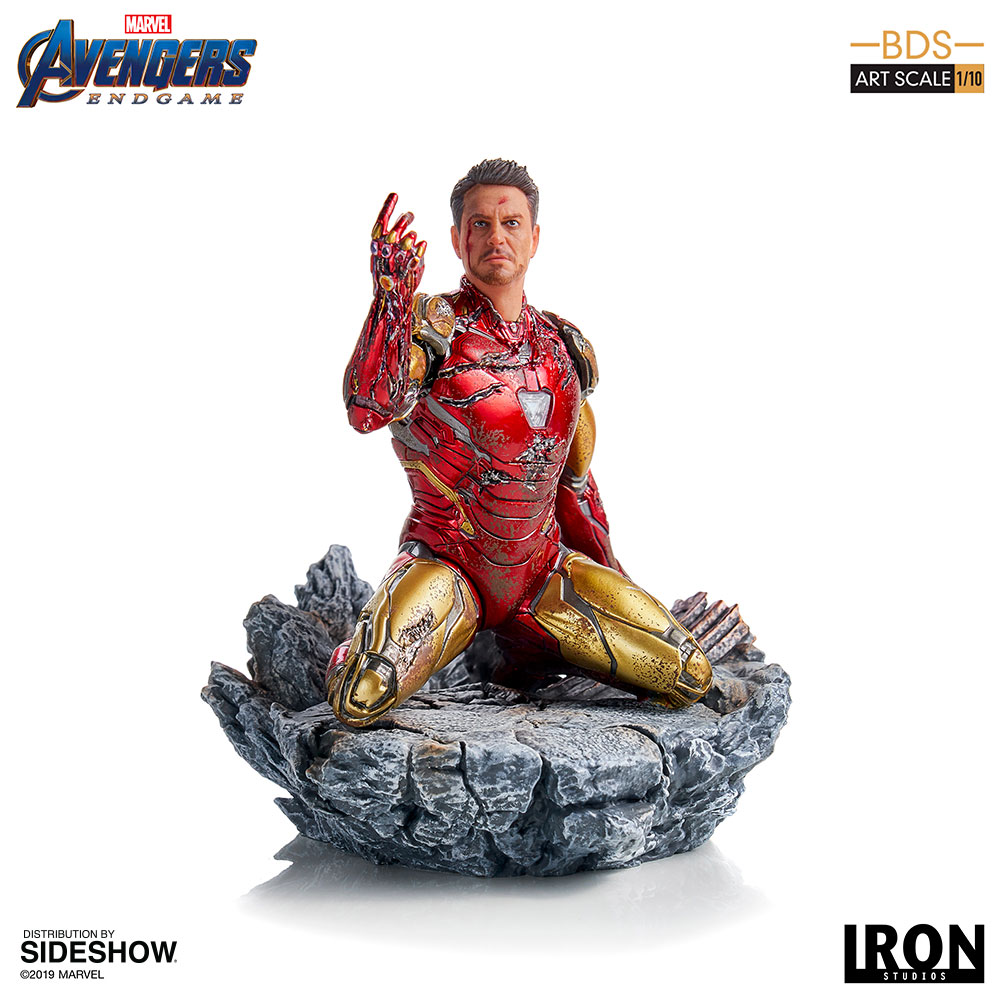 MARVEL
AVENGERS
ENDGAME
BDS
ART SCALE 1/10
DISTRIBUTION BY
SIDESHOW
©2019 MARVEL
IRON
STUDIOS